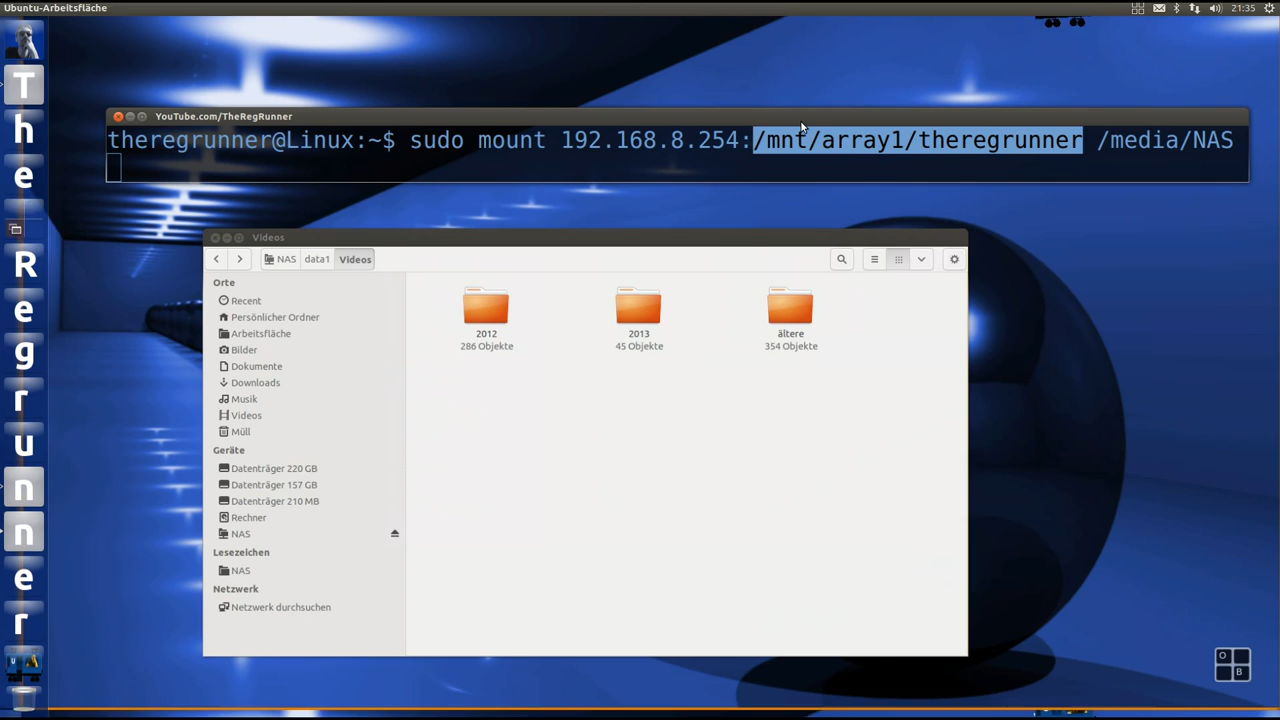 Ubuntu-Arbeitsfläche
21:35
T
h
e
R
e
g
r
u
n
n
e
r
YouTube.com/TheRegRunner
theregrunner@Linux:~$ sudo mount 192.168.8.254:/mnt/array1/theregrunner /media/NAS
Videos
NAS data1 Videos
Orte
Recent
Persönlicher Ordner
Arbeitsfläche
Bilder
Dokumente
Downloads
Musik
Videos
Müll
Geräte
Datenträger 220 GB
Datenträger 157 GB
Datenträger 210 MB
Rechner
NAS
Lesezeichen
NAS
Netzwerk
Netzwerk durchsuchen
2012
286 Objekte
2013
45 Objekte
ältere
354 Objekte
U
O
B